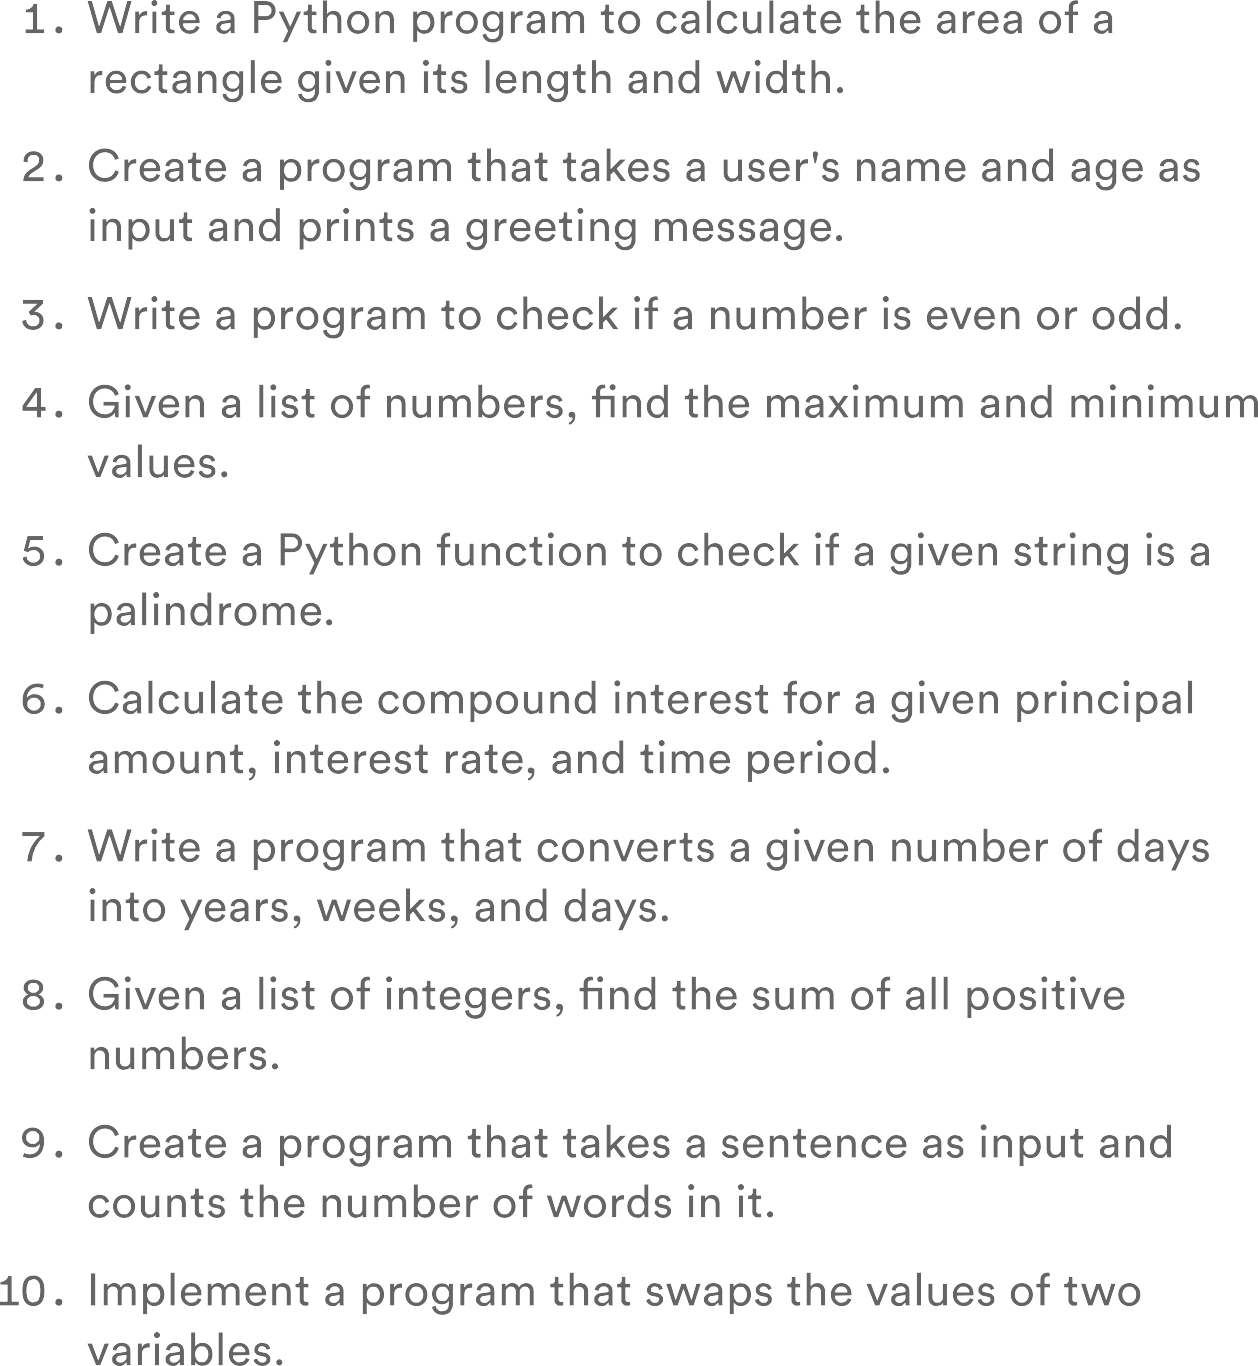 1. Write a Python program to calculate the area of a
rectangle given its length and width.
2. Create a program that takes a user's name and age as
input and prints a greeting message.
3. Write a program to check if a number is even or odd.
4. Given a list of numbers, find the maximum and minimum
values.
5. Create a Python function to check if a given string is a
palindrome.
6. Calculate the compound interest for a given principal
amount, interest rate, and time period.
7. Write a program that converts a given number of days
into years, weeks, and days.
8. Given a list of integers, find the sum of all positive
numbers.
9. Create a program that takes a sentence as input and
counts the number of words in it.
10. Implement a program that swaps the values of two
variables.